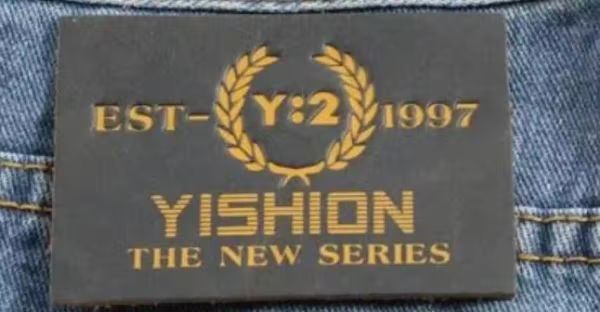 EST- Y:2 1997
YISHION
THE NEW SERIES